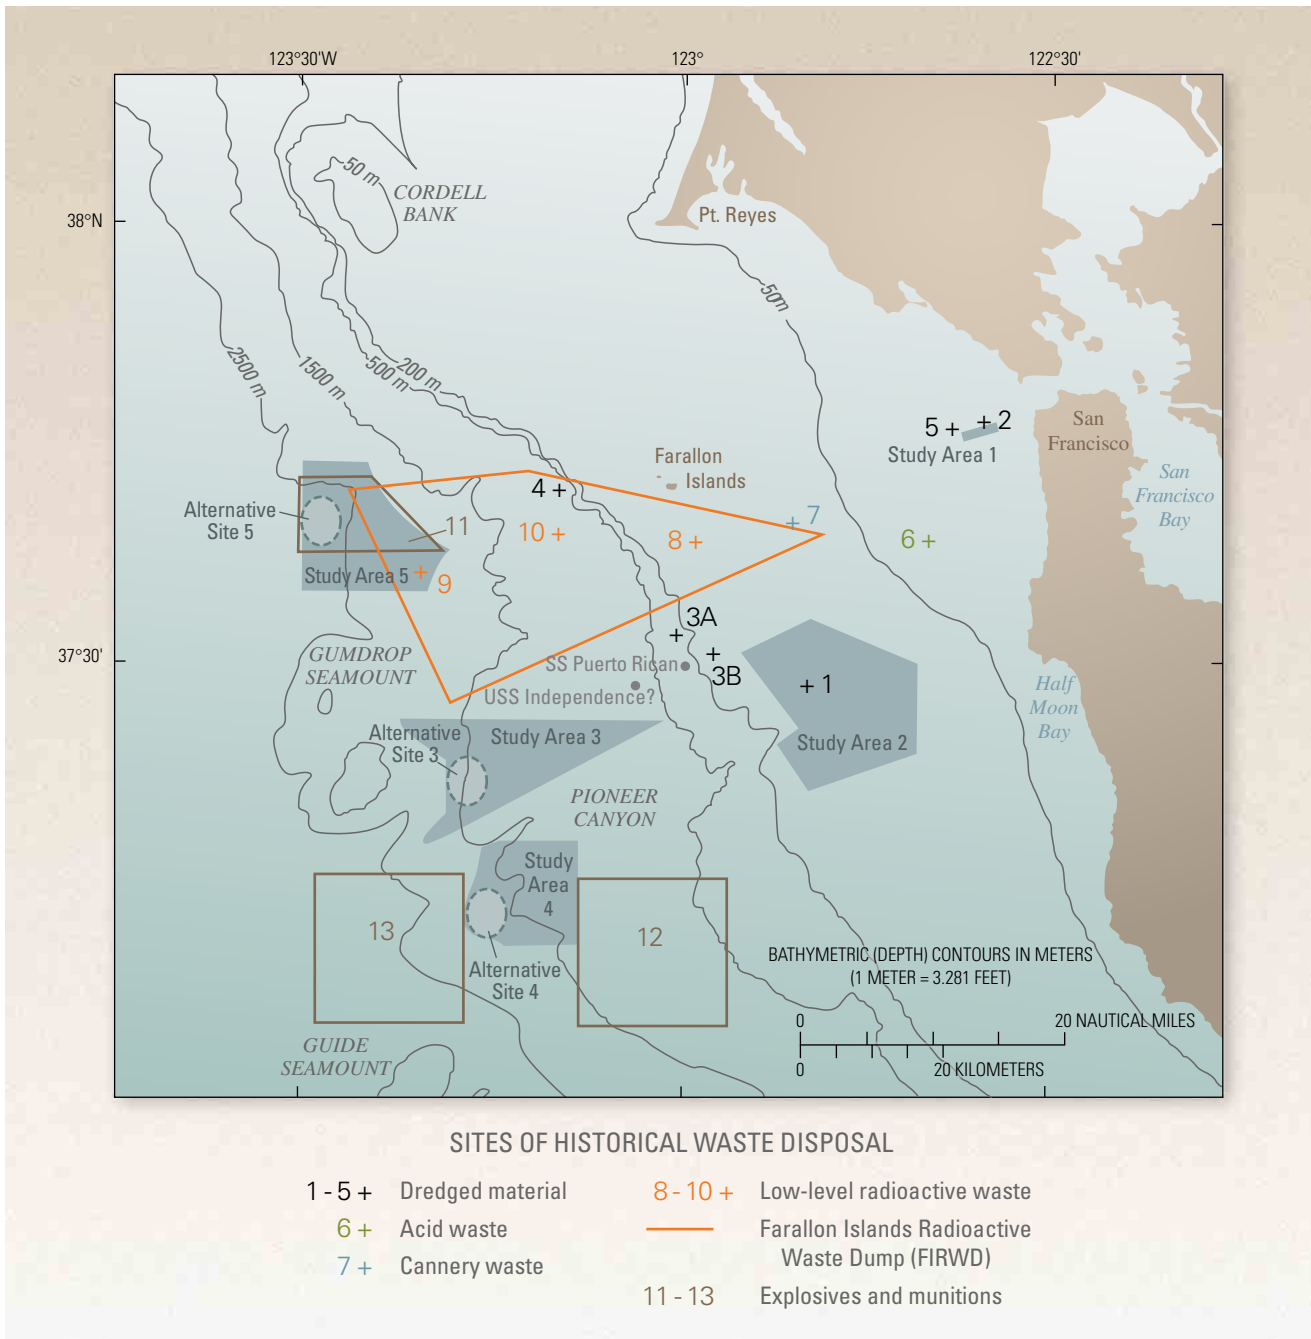 123°30'W
123°
122°30'
50 m
CORDELL
BANK
38°N
Pt. Reyes
50m
2500 m
1500 m
500 m
200 m
5 +
+ 2
San
Francisco
Study Area 1
Farallon
Islands
San
Francisco
Bay
Alternative
Site 5
4 +
+ 7
11
10 +
8 +
6 +
Study Area 5
+ 9
3A
+
37°30'
GUMDROP
SEAMOUNT
SS Puerto Rican
+
3B
USS Independence?
+ 1
Half
Moon
Bay
Alternative
Site 3
Study Area 3
Study Area 2
PIONEER
CANYON
Study
Area
4
13
12
Alternative
Site 4
BATHYMETRIC (DEPTH) CONTOURS IN METERS
(1 METER = 3.281 FEET)
0
20 NAUTICAL MILES
0
20 KILOMETERS
GUIDE
SEAMOUNT
SITES OF HISTORICAL WASTE DISPOSAL
1 - 5 + Dredged material
6 + Acid waste
7 + Cannery waste
8 - 10 + Low-level radioactive waste
Farallon Islands Radioactive
Waste Dump (FIRWD)
11 - 13 Explosives and munitions